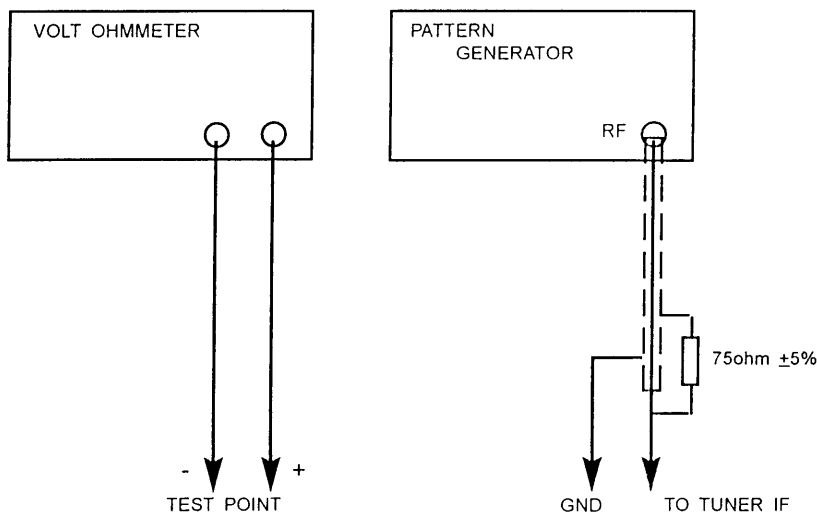 VOLT OHMMETER
PATTERN
GENERATOR
RF
75ohm ±5%
- +
TEST POINT
GND
TO TUNER IF